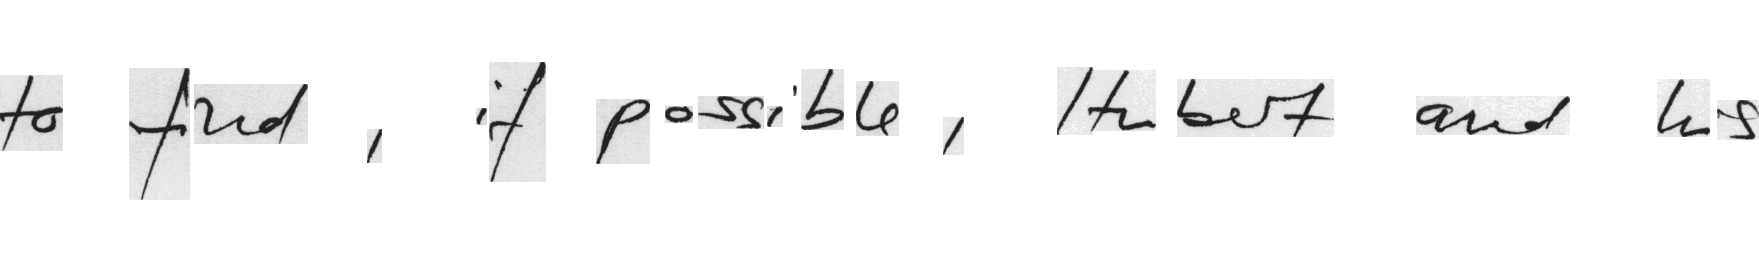 to find, if possible, Hubert and his